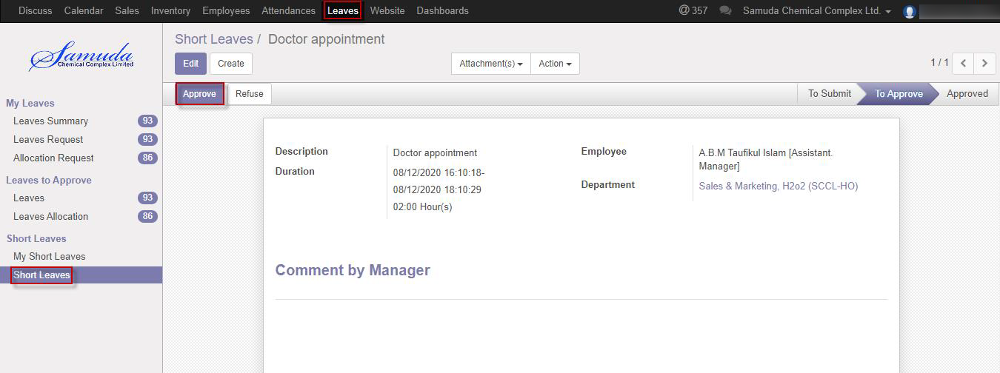 Discuss Calendar Sales Inventory Employees Attendances Leaves Website Dashboards @ 357 Samuda Chemical Complex Ltd.
Samuda
Chemical Complex Limited
Short Leaves / Doctor appointment
Edit Create Attachment(s) Action 1 / 1
Approve Refuse To Submit To Approve Approved
My Leaves
Leaves Summary 93
Leaves Request 93
Allocation Request 86
Leaves to Approve
Leaves 93
Leaves Allocation 86
Short Leaves
My Short Leaves
Short Leaves
Description Doctor appointment
Duration 08/12/2020 16:10:18-
08/12/2020 18:10:29
02:00 Hour(s)
Employee A.B.M Taufikul Islam [Assistant.
Manager]
Department Sales & Marketing, H2o2 (SCCL-HO)
Comment by Manager